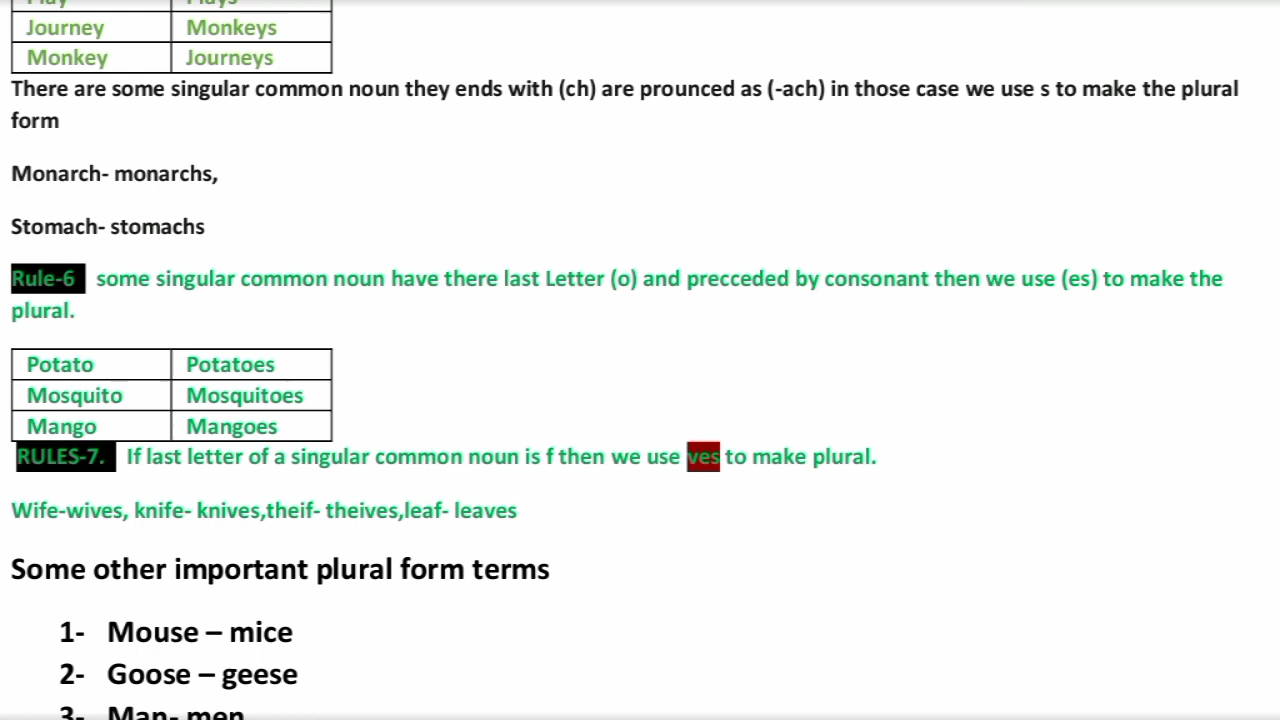 Play Plays
Journey Monkeys
Monkey Journeys
There are some singular common noun they ends with (ch) are prounced as (-ach) in those case we use s to make the plural
form
Monarch- monarchs,
Stomach- stomachs
Rule-6 some singular common noun have there last Letter (o) and precceded by consonant then we use (es) to make the
plural.
Potato Potatoes
Mosquito Mosquitoes
Mango Mangoes
RULES-7. If last letter of a singular common noun is f then we use ves to make plural.
Wife-wives, knife- knives,theif- theives,leaf- leaves
Some other important plural form terms
1- Mouse – mice
2- Goose – geese
3- Man- men